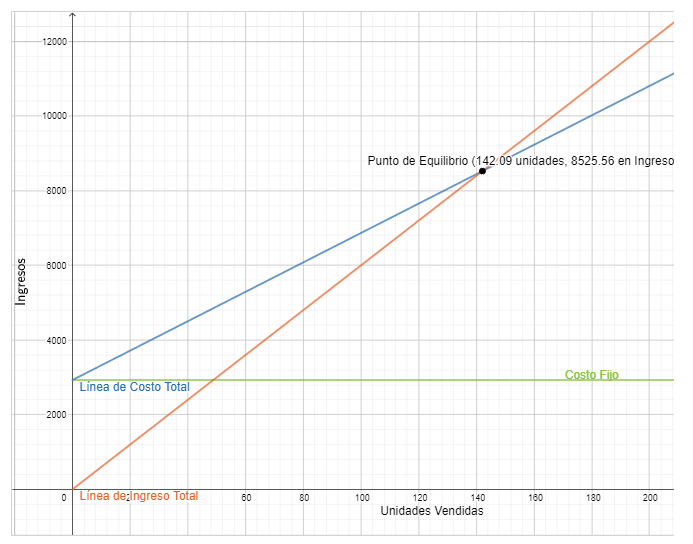 12000
10000
Punto de Equilibrio (142.09 unidades, 8525.56 en Ingreso
8000
Ingresos
6000
4000
Costo Fijo
Línea de Costo Total
2000
0
Línea de Ingreso Total
60
80
100
120
140
160
180
200
Unidades Vendidas